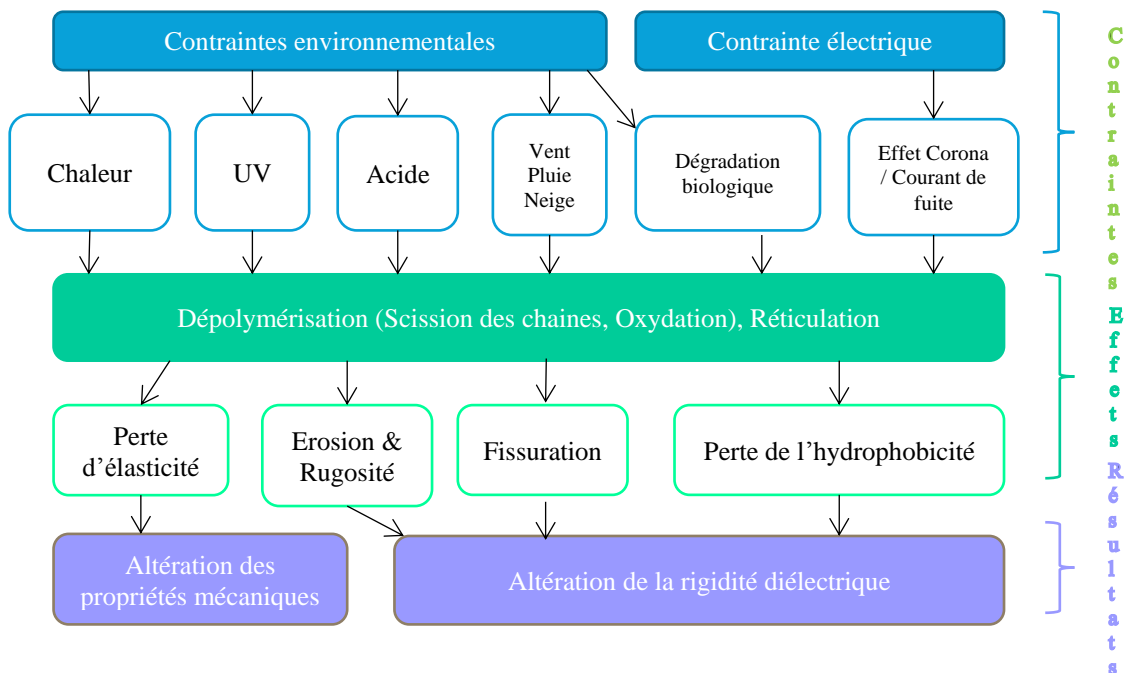 Contraintes environnementales
Contrainte électrique
Chaleur
UV
Acide
Vent
Pluie
Neige
Dégradation
biologique
Effet Corona
/ Courant de
fuite
Dépolymérisation (Scission des chaines, Oxydation), Réticulation
Perte
d’élasticité
Erosion &
Rugosité
Fissuration
Perte de l’hydrophobicité
Altération des
propriétés mécaniques
Altération de la rigidité diélectrique
Contraintes
Effets
Résultats